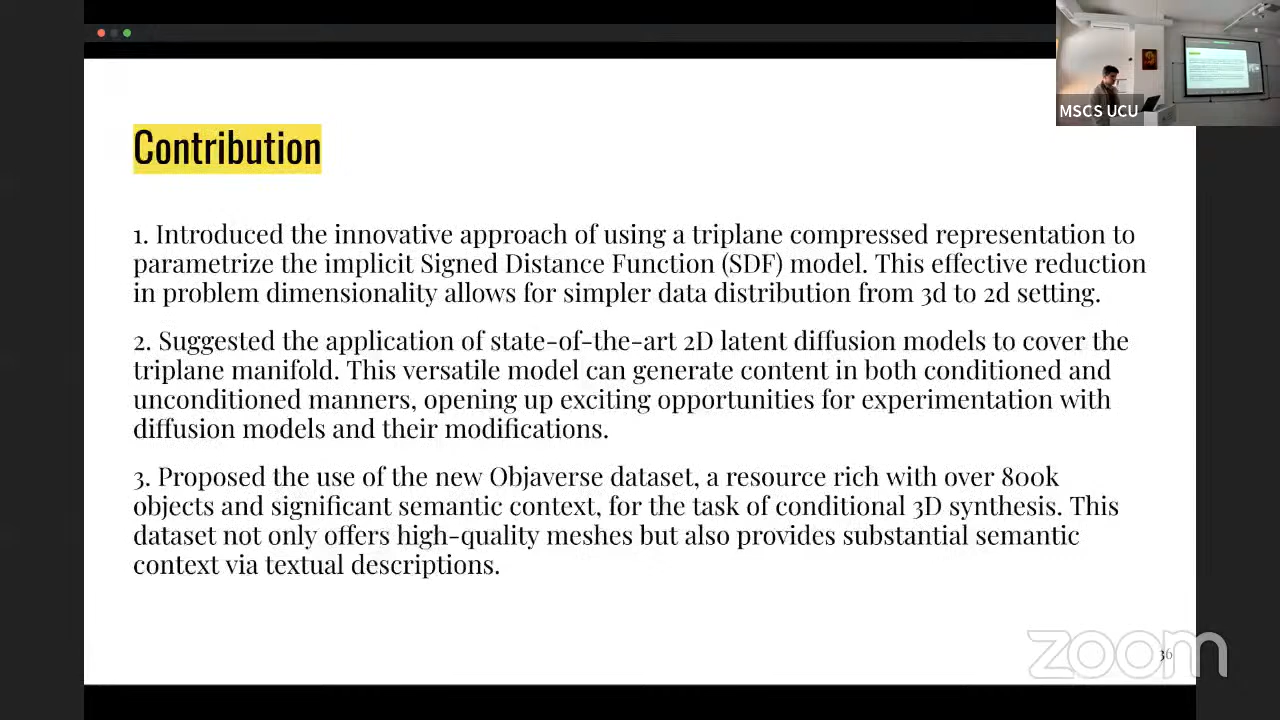 MSCS UCU
Contribution
1. Introduced the innovative approach of using a triplane compressed representation to
parametrize the implicit Signed Distance Function (SDF) model. This effective reduction
in problem dimensionality allows for simpler data distribution from 3d to 2d setting.
2. Suggested the application of state-of-the-art 2D latent diffusion models to cover the
triplane manifold. This versatile model can generate content in both conditioned and
unconditioned manners, opening up exciting opportunities for experimentation with
diffusion models and their modifications.
3. Proposed the use of the new Objaverse dataset, a resource rich with over 800k
objects and significant semantic context, for the task of conditional 3D synthesis. This
dataset not only offers high-quality meshes but also provides substantial semantic
context via textual descriptions.
zoom
36